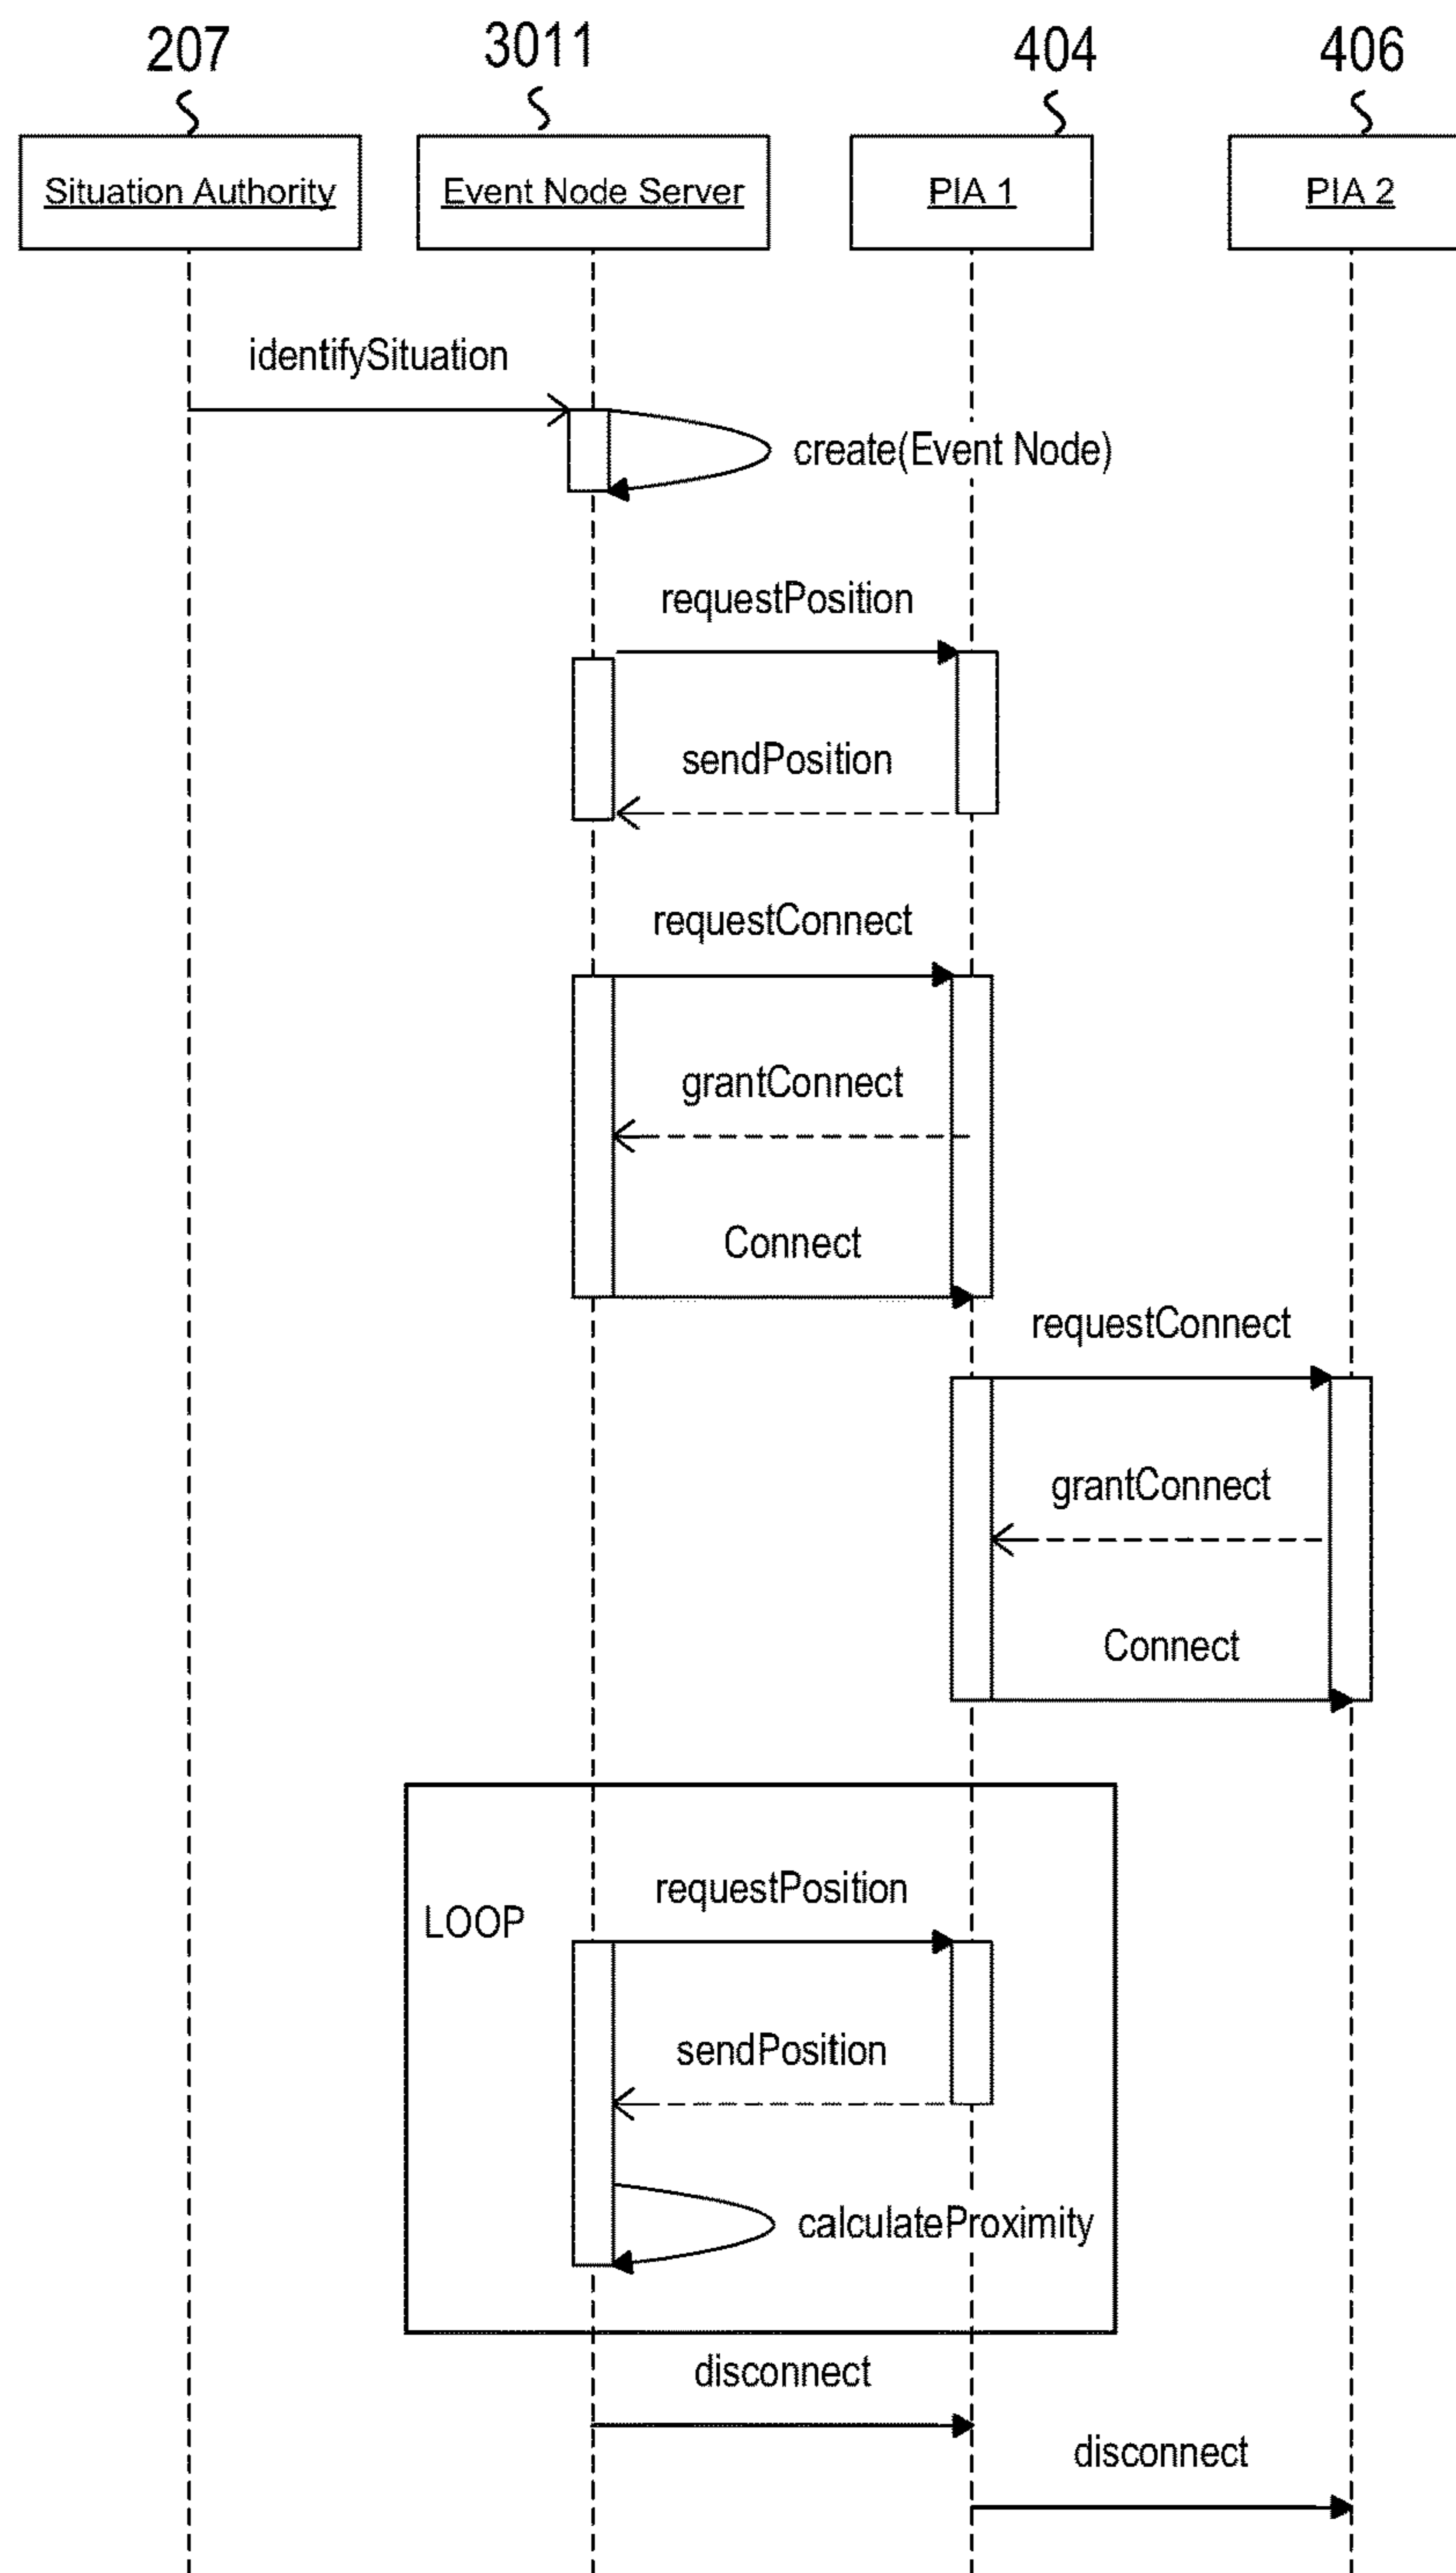 207 3011 404 406
Situation Authority Event Node Server PIA 1 PIA 2
identifySituation
create(Event Node)
requestPosition
sendPosition
requestConnect
grantConnect
Connect
requestConnect
grantConnect
Connect
requestPosition
LOOP
sendPosition
calculateProximity
disconnect
disconnect